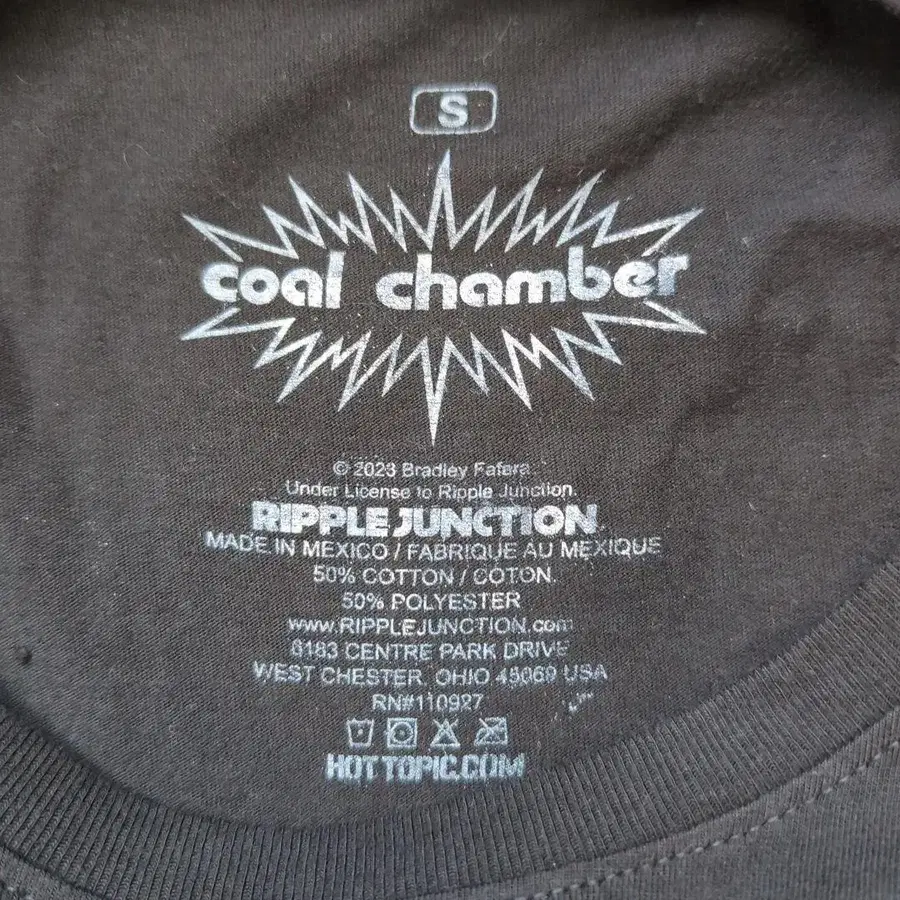 S
coal chamber
© 2023 Bradley Fafara.
Under License to Ripple Junction.
RIPPLE JUNCTION
MADE IN MEXICO / FABRIQUE AU MEXIQUE
50% COTTON / COTON.
50% POLYESTER
www.RIPPLEJUNCTION.com
6183 CENTRE PARK DRIVE
WEST CHESTER, OHIO 45069 USA
RN#110927
HOTTOPIC.COM